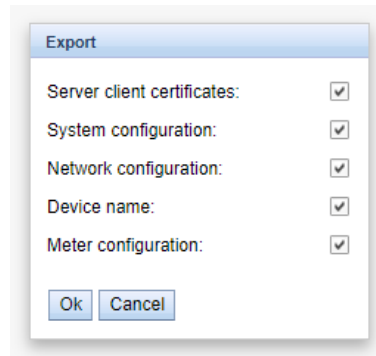 Export
Server client certificates:
System configuration:
Network configuration:
Device name:
Meter configuration:
Ok Cancel